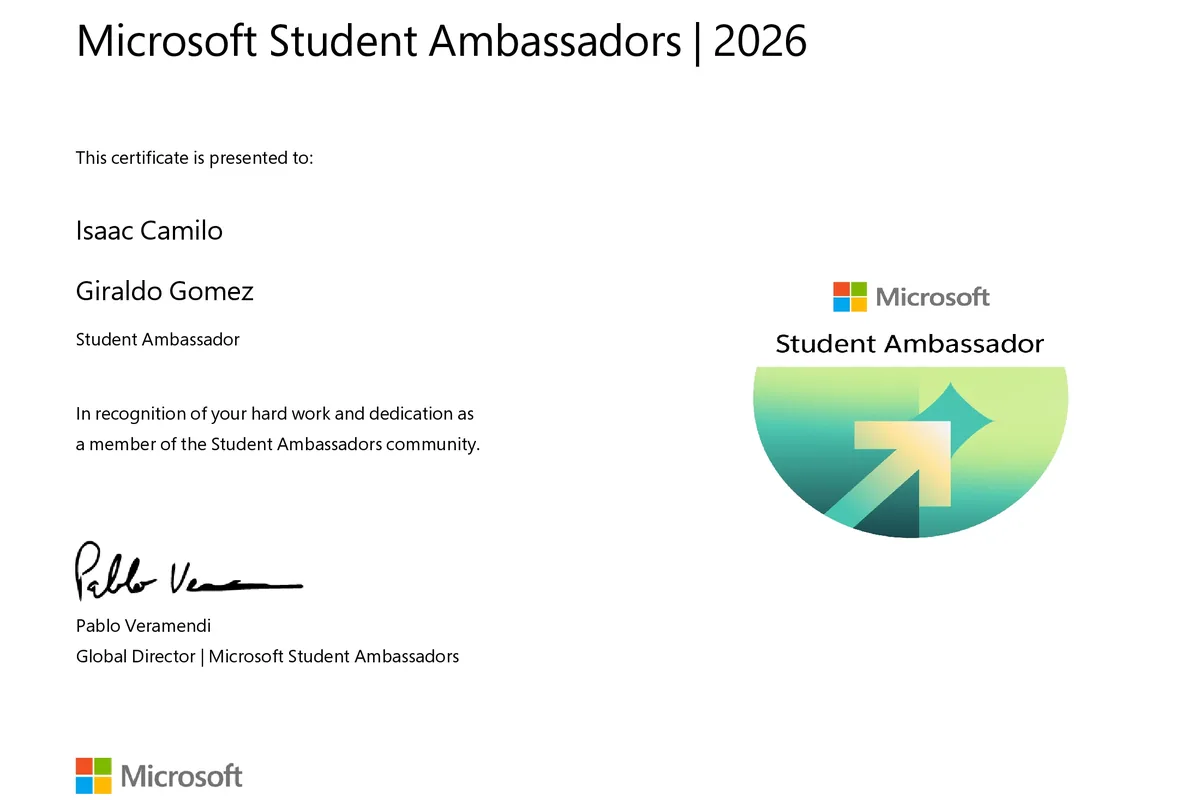 Microsoft Student Ambassadors | 2026
This certificate is presented to:
Isaac Camilo
Giraldo Gomez
Student Ambassador
In recognition of your hard work and dedication as
a member of the Student Ambassadors community.
Microsoft
Student Ambassador
Pablo Vera
Pablo Veramendi
Global Director | Microsoft Student Ambassadors
Microsoft